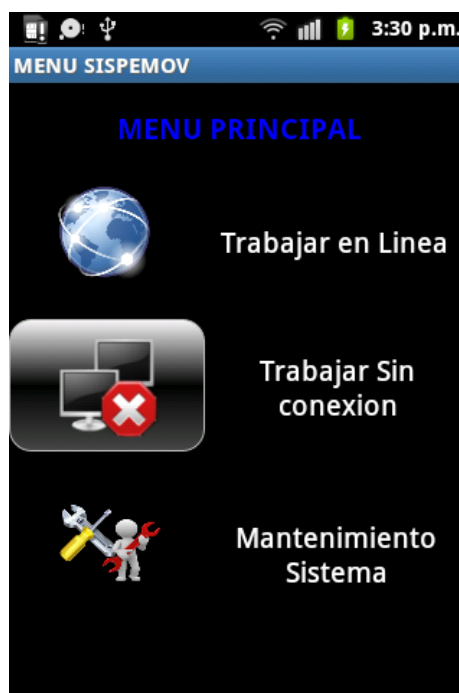 3:30 p.m.
MENU SISPEMOV
MENU PRINCIPAL
Trabajar en Linea
Trabajar Sin
conexion
Mantenimiento
Sistema